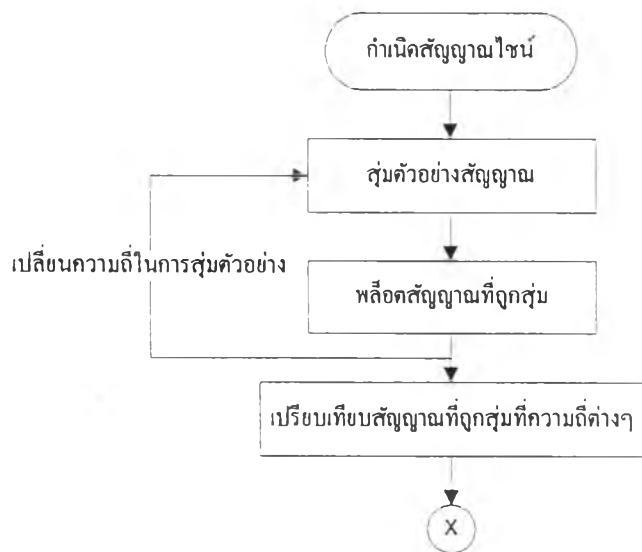 กำเนิดสัญญาณไซน์
สุ่มตัวอย่างสัญญาณ
เปลี่ยนความถี่ในการสุ่มตัวอย่าง
พล็อตสัญญาณที่ถูกสุ่ม
เปรียบเทียบสัญญาณที่ถูกสุ่มที่ความถี่ต่างๆ
X